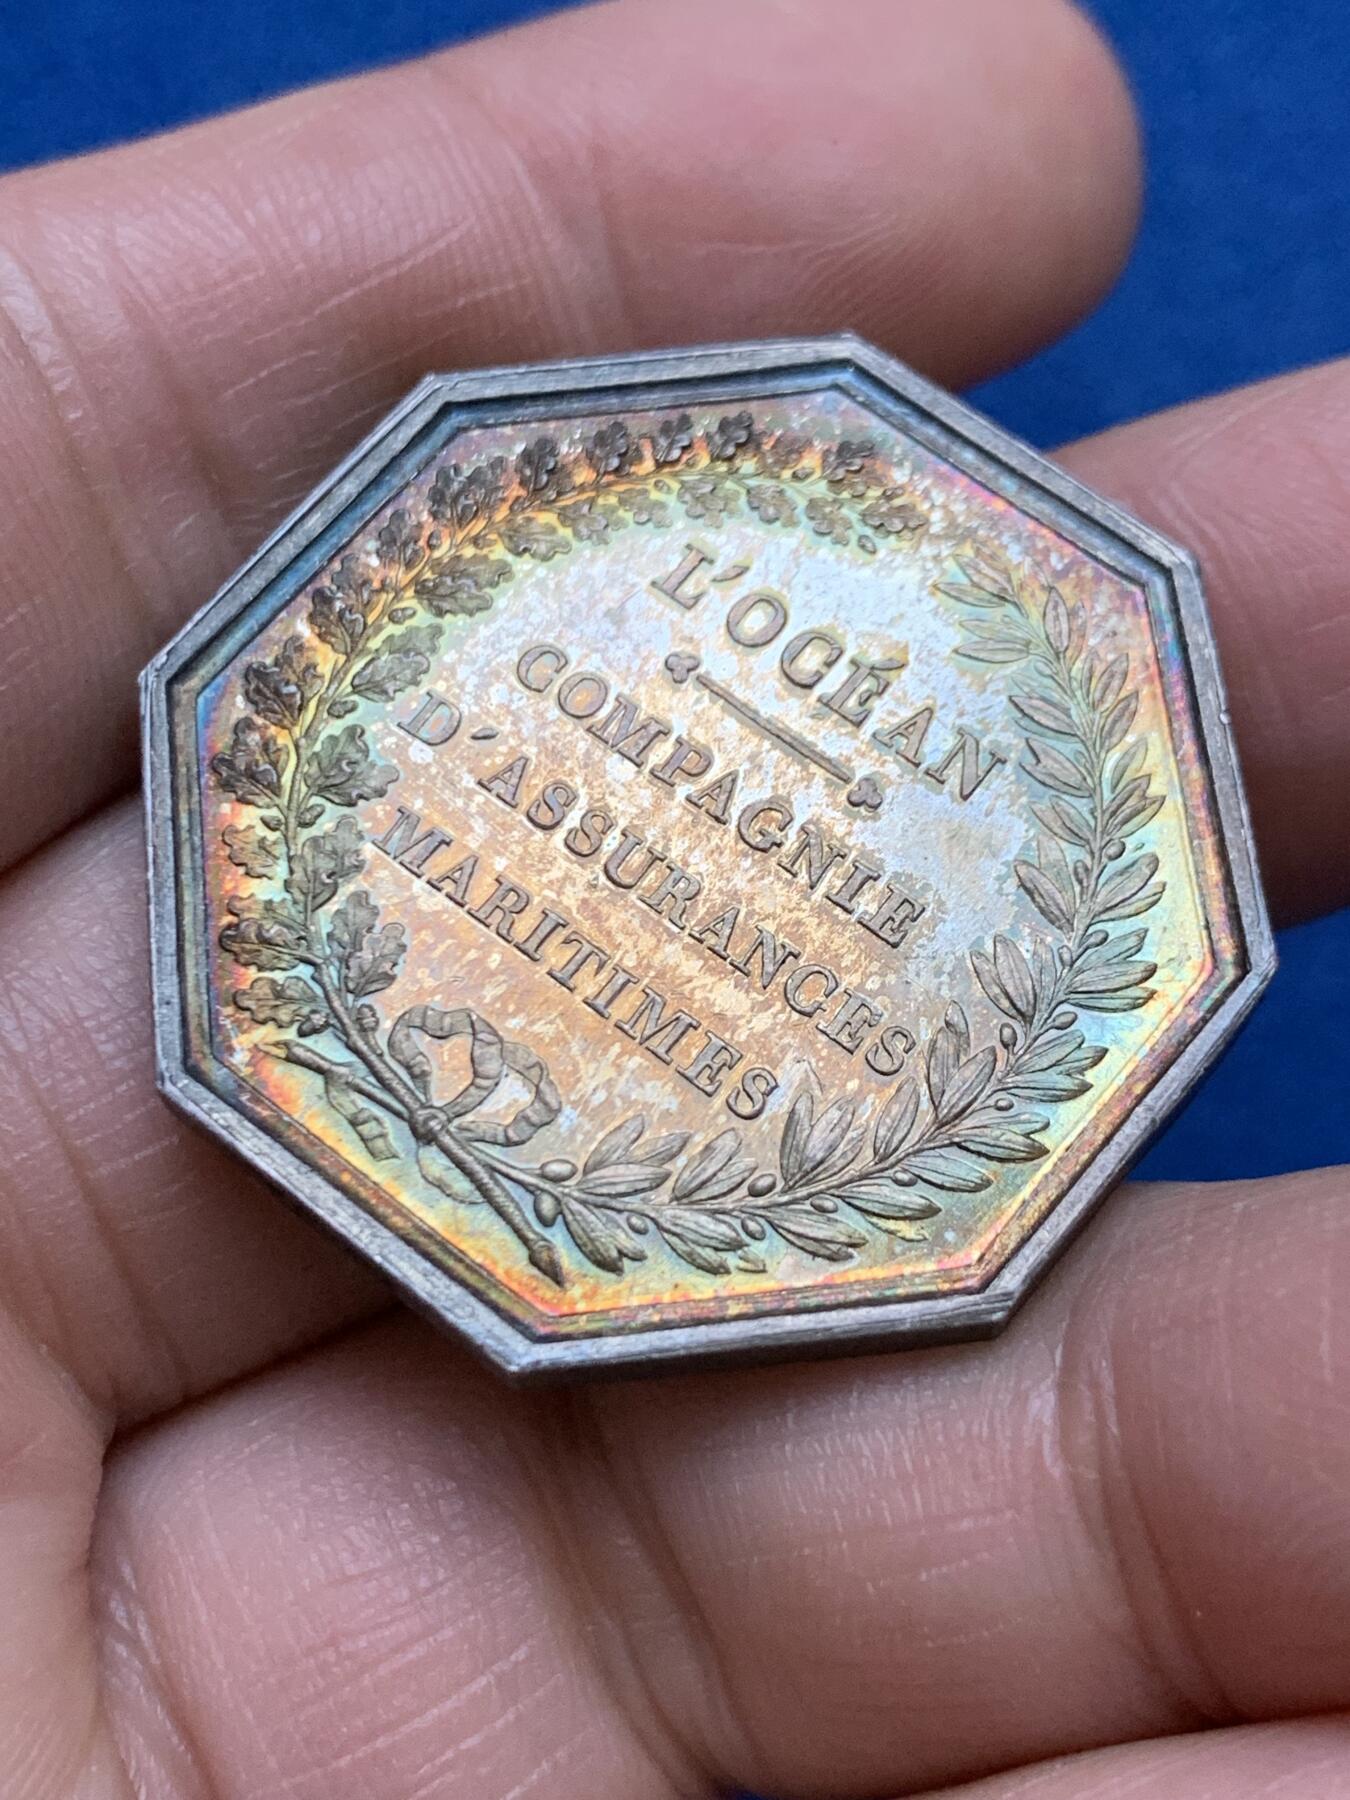 L'OCÉAN
COMPAGNIE
D'ASSURANCES
MARITIMES